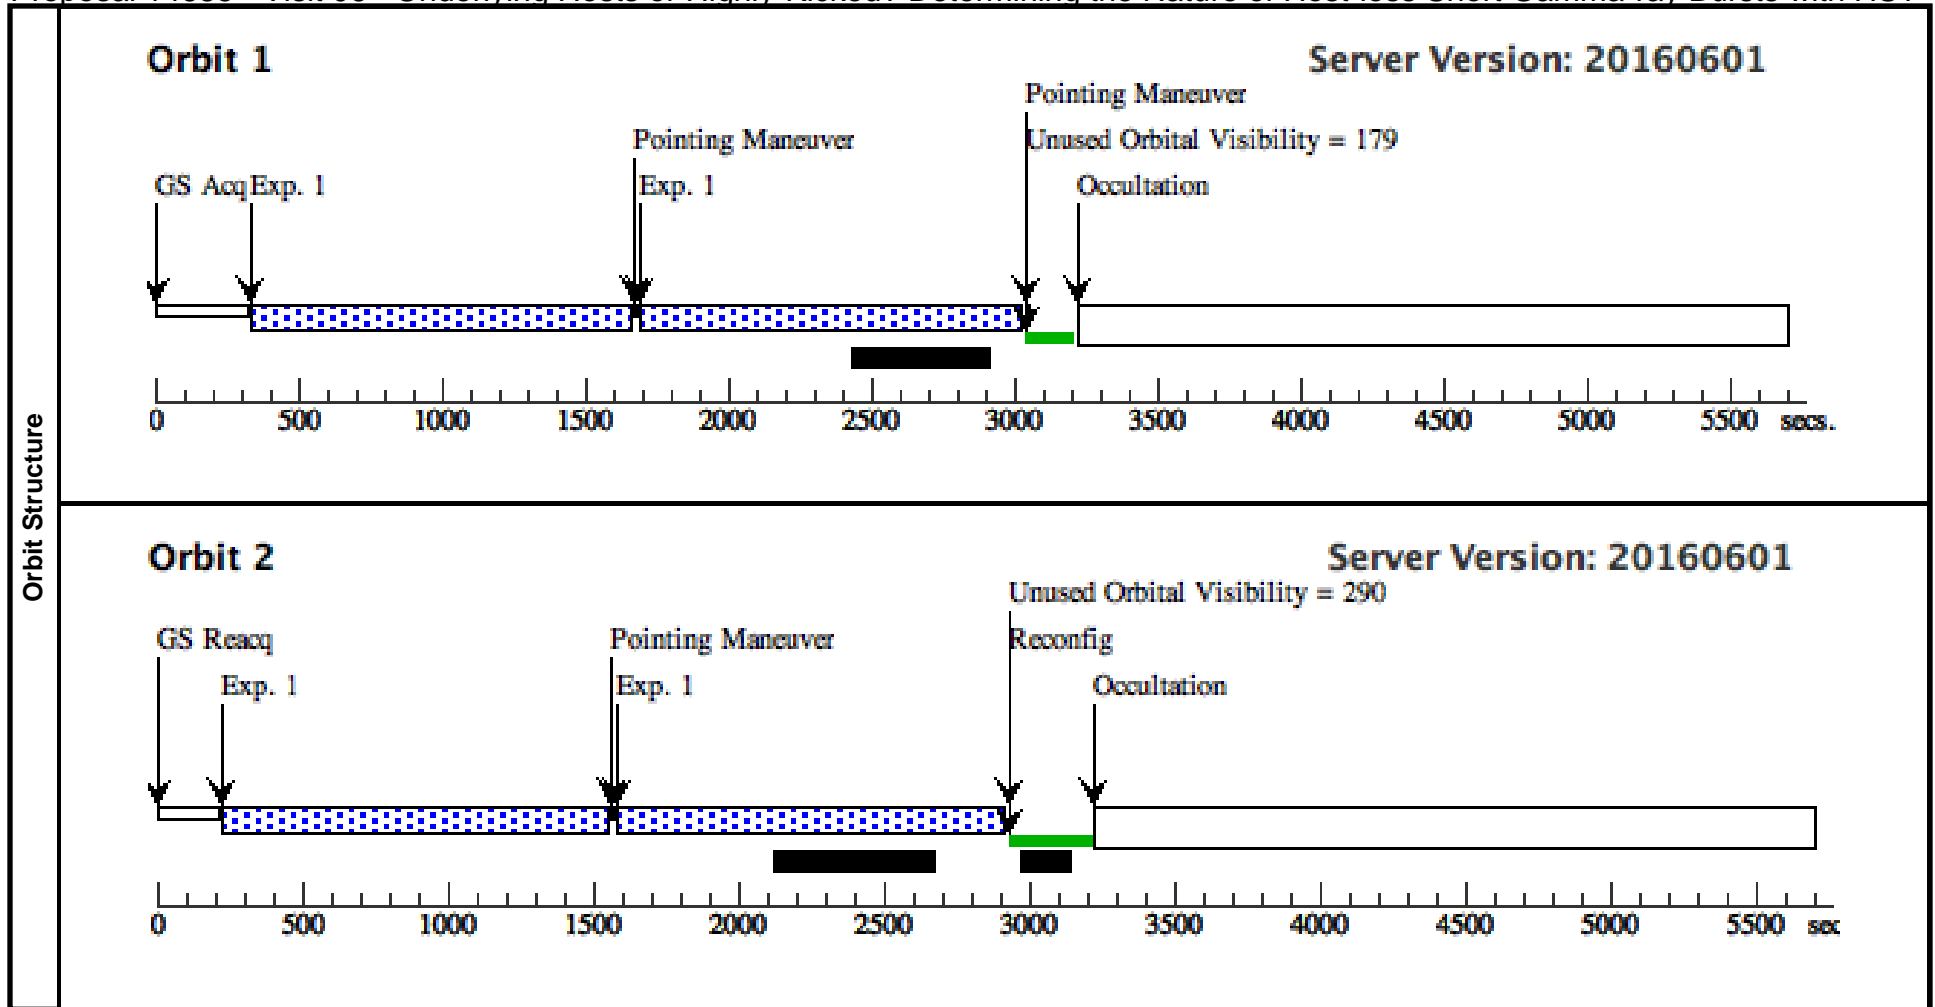 Orbit Structure
Orbit 1
Server Version: 20160601
Pointing Maneuver
Pointing Maneuver
Unused Orbital Visibility = 179
GS Acq Exp. 1
Exp. 1
Occultation
0 500 1000 1500 2000 2500 3000 3500 4000 4500 5000 5500 secs.
Orbit 2
Server Version: 20160601
Unused Orbital Visibility = 290
GS Reacq
Pointing Maneuver
Reconfig
Exp. 1
Exp. 1
Occultation
0 500 1000 1500 2000 2500 3000 3500 4000 4500 5000 5500